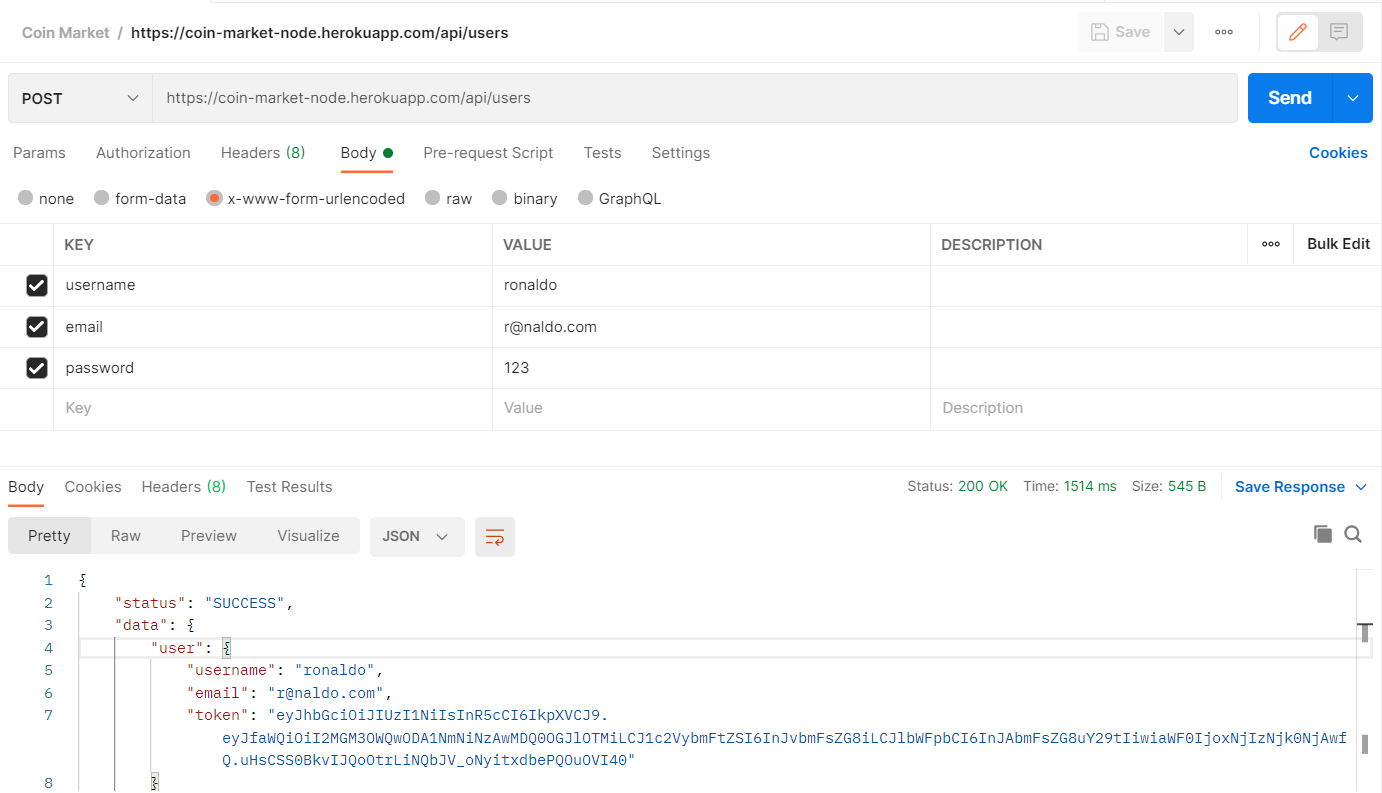 Coin Market / https://coin-market-node.herokuapp.com/api/users Save
POST https://coin-market-node.herokuapp.com/api/users Send
Params Authorization Headers (8) Body Pre-request Script Tests Settings Cookies
none form-data x-www-form-urlencoded raw binary GraphQL
KEY VALUE DESCRIPTION Bulk Edit
username ronaldo
email r@naldo.com
password 123
Key Value Description
Body Cookies Headers (8) Test Results Status: 200 OK Time: 1514 ms Size: 545 B Save Response
Pretty Raw Preview Visualize JSON
1 {
2 "status": "SUCCESS",
3 "data": {
4 "user": {
5 "username": "ronaldo",
6 "email": "r@naldo.com",
7 "token": "eyJhbGciOiJIUzI1NiIsInR5cCI6IkpXVCJ9.
eyJfaWQiOiI2MGM3OWQwODA1NmNiNzAwMDQ0OGJlOTMiLCJ1c2VybmFtZSI6InJvbmFsZG8iLCJlbWFpbCI6InJAbmFsZG8uY29tIiwiaWF0IjoxNjIzNjk0NjAwf
Q.uHsCSS0BkvIJQoOtrLiNQbJV_oNyitxdbePQOuOVI40"
8 }